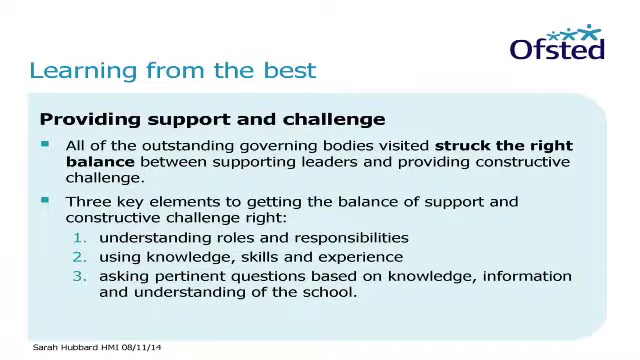 Ofsted
Learning from the best
Providing support and challenge
All of the outstanding governing bodies visited struck the right
balance between supporting leaders and providing constructive
challenge.
Three key elements to getting the balance of support and
constructive challenge right:
1. understanding roles and responsibilities
2. using knowledge, skills and experience
3. asking pertinent questions based on knowledge, information
and understanding of the school.
Sarah Hubbard HMI 08/11/14